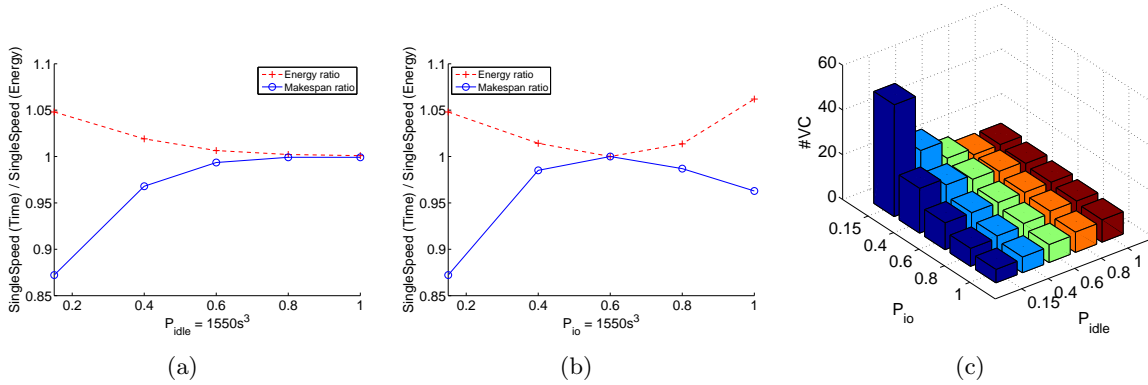 SingleSpeed (Time) / SingleSpeed (Energy)
1.1
1.05
1
0.95
0.9
0.85
Energy ratio
Makespan ratio
0.2 0.4 0.6 0.8 1
P_idle = 1550s^3
(a)
SingleSpeed (Time) / SingleSpeed (Energy)
1.1
1.05
1
0.95
0.9
0.85
Energy ratio
Makespan ratio
0.2 0.4 0.6 0.8 1
P_io = 1550s^3
(b)
#VC
60
40
20
0
0.15 0.4 0.6 0.8 1
P_io
0.15 0.4 0.6 0.8 1
P_idle
(c)